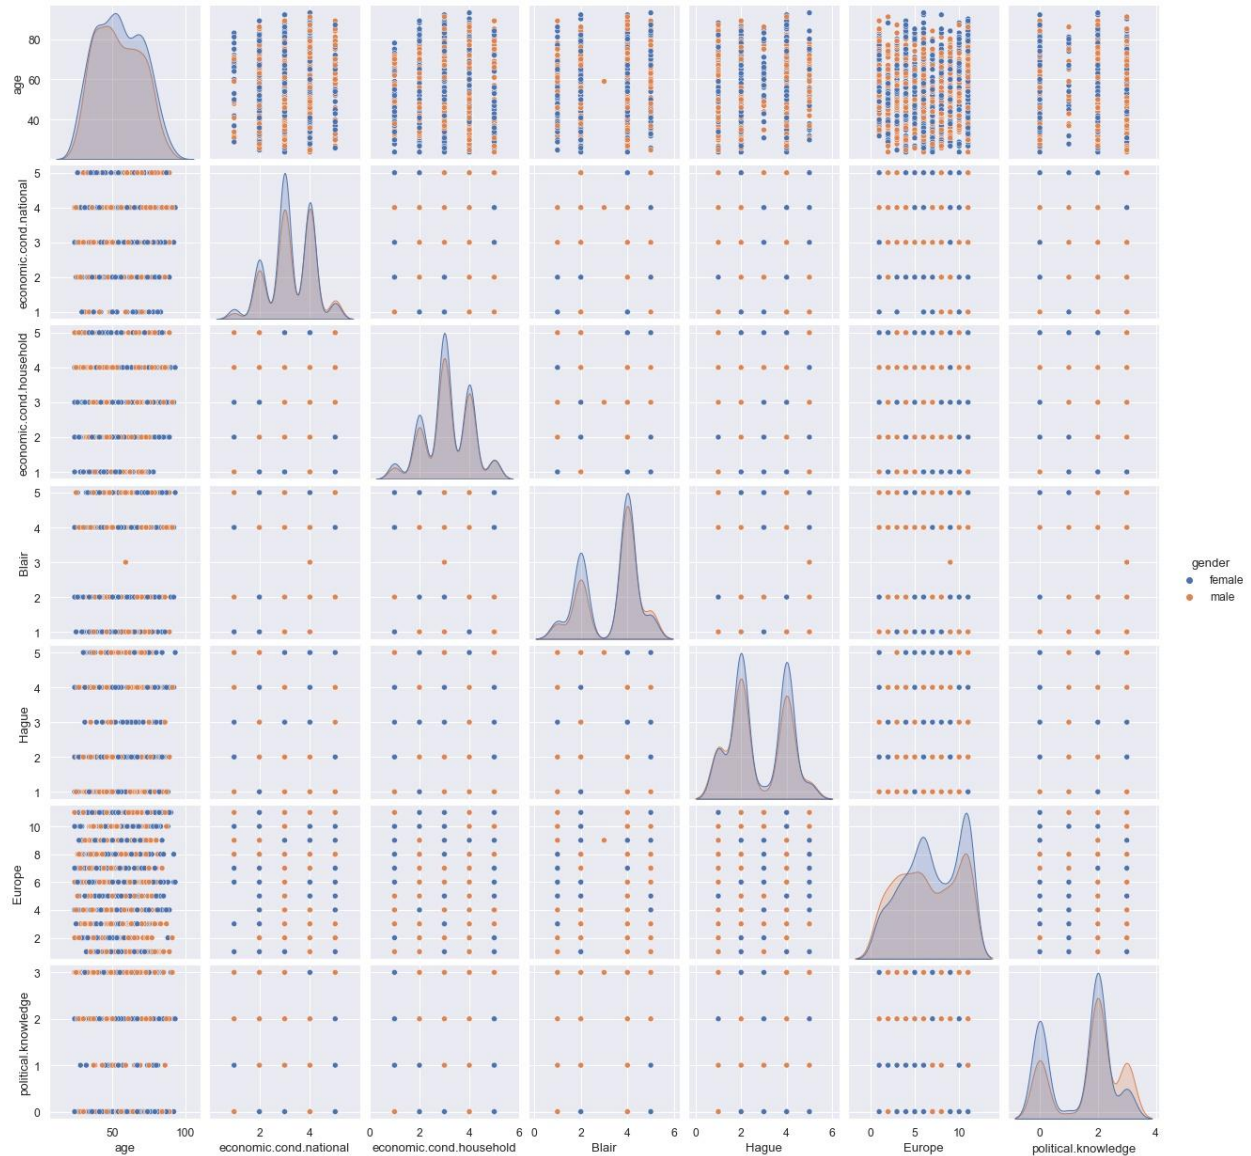 80
60
40
age
5
4
3
2
1
economic.cond.national
5
4
3
2
1
economic.cond.household
5
4
3
2
1
Blair
gender
female
male
5
4
3
2
1
Hague
10
8
6
4
2
Europe
3
2
1
0
political.knowledge
50 100 2 4 0 2 4 6 0 2 4 6 0 2 4 6 0 10 0 2 4
age economic.cond.national economic.cond.household Blair Hague Europe political.knowledge